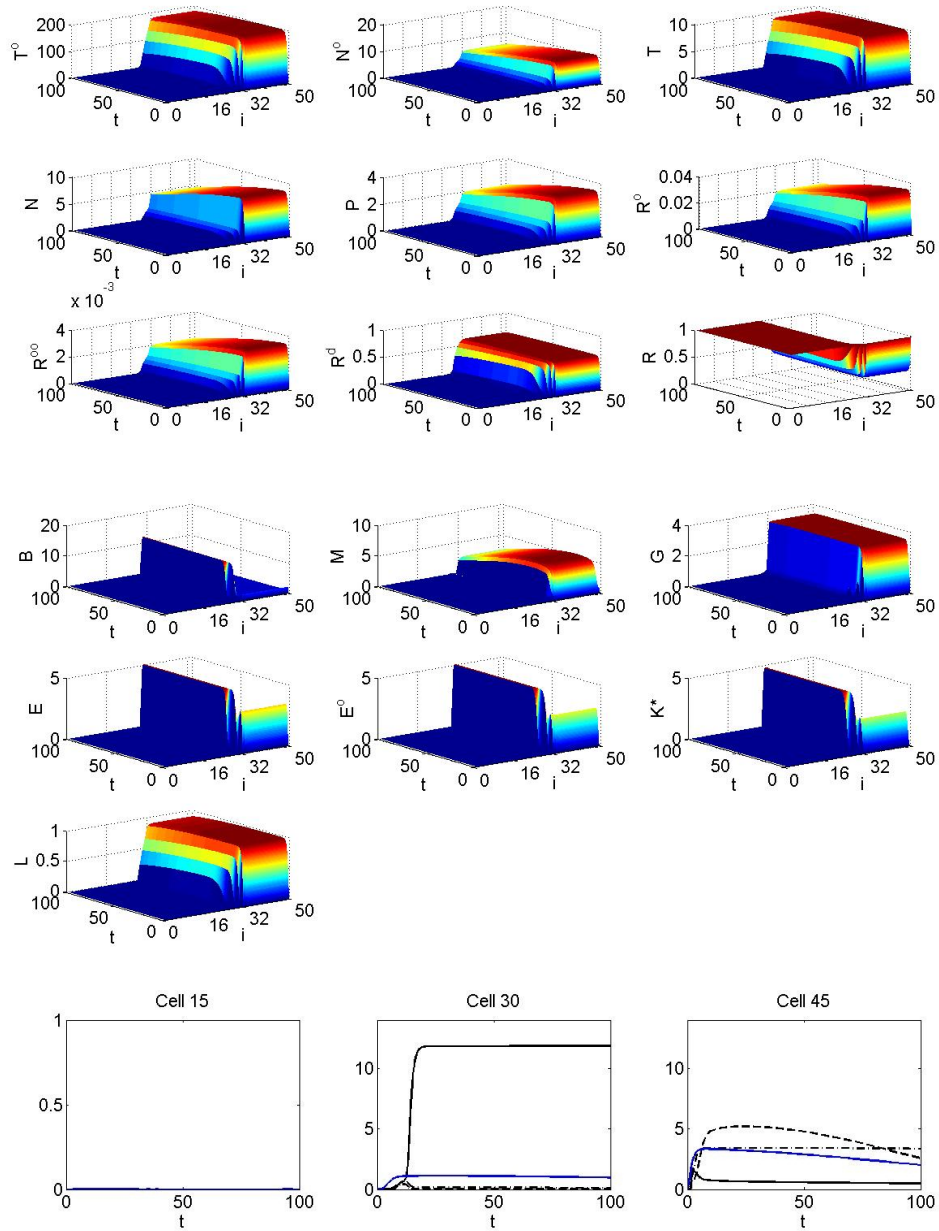 200 20 10
T° 100 N° 10 T 5
0 0 0
100 50 100 50 100 50
50 32 50 32 50 32
t 0 0 16 i t 0 0 16 i t 0 0 16 i
10 4 0.04
N 5 P 2 R° 0.02
0 0 0
100 50 100 50 100 50
50 32 50 32 50 32
t 0 0 16 i t 0 0 16 i t 0 0 16 i
x 10⁻³
4 1 1
R°° 2 Rᵈ 0.5 R 0.5
0 0 0
100 50 100 50 100 50
50 32 50 32 50 32
t 0 0 16 i t 0 0 16 i t 0 0 16 i
20 10 4
B 10 M 5 G 2
0 0 0
100 50 100 50 100 50
50 32 50 32 50 32
t 0 0 16 i t 0 0 16 i t 0 0 16 i
5 5 5
E E° K*
0 0 0
100 50 100 50 100 50
50 32 50 32 50 32
t 0 0 16 i t 0 0 16 i t 0 0 16 i
1
L 0.5
0
100 50
50 32
t 0 0 16 i
Cell 15 Cell 30 Cell 45
1
10 10
0.5
5 5
0 0 0
0 50 100 0 50 100 0 50 100
t t t